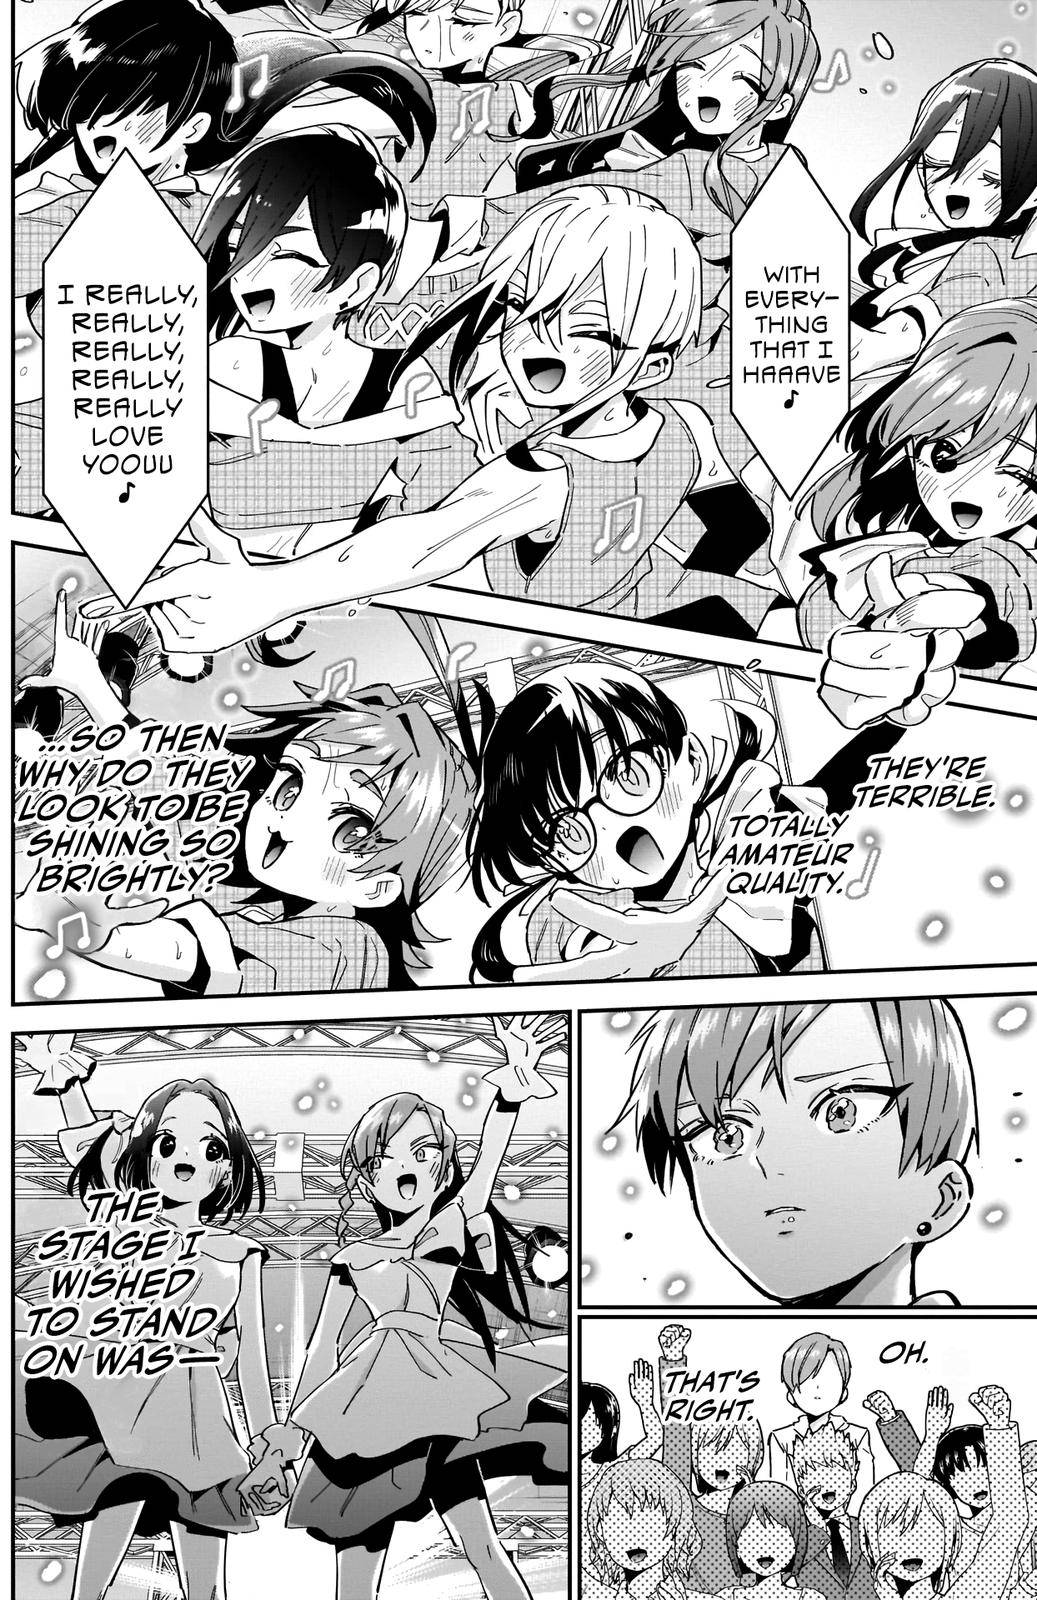 WITH
EVERY-
THING
THAT I
HAAAVE
♪
I REALLY,
REALLY,
REALLY,
REALLY,
REALLY
LOVE
YOOUU
♪
THEY'RE
TERRIBLE.
TOTALLY
AMATEUR
QUALITY.
...SO THEN
WHY DO THEY
LOOK TO BE
SHINING SO
BRIGHTLY?
OH.
THAT'S
RIGHT.
THE
STAGE I
WISHED
TO STAND
ON WAS—